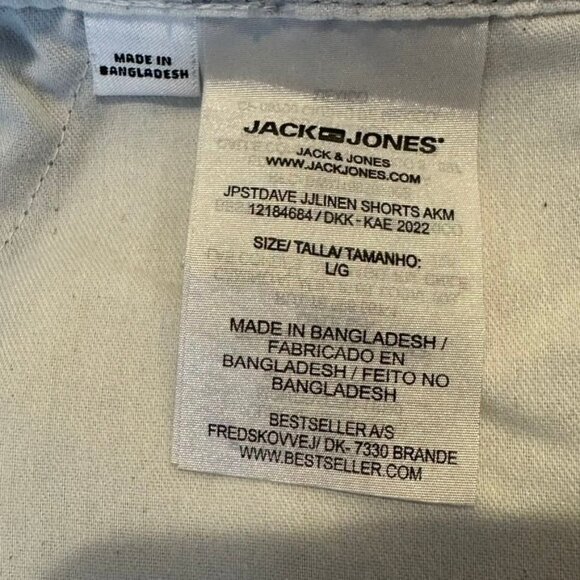 MADE IN
BANGLADESH
JACK JONES®
JACK & JONES
WWW.JACKJONES.COM
JPSTDAVE JJLINEN SHORTS AKM
12184684 / DKK - KAE 2022
SIZE/ TALLA/ TAMANHO:
L/G
MADE IN BANGLADESH /
FABRICADO EN
BANGLADESH / FEITO NO
BANGLADESH
BESTSELLER A/S
FREDSKOVVEJ/ DK- 7330 BRANDE
WWW.BESTSELLER.COM